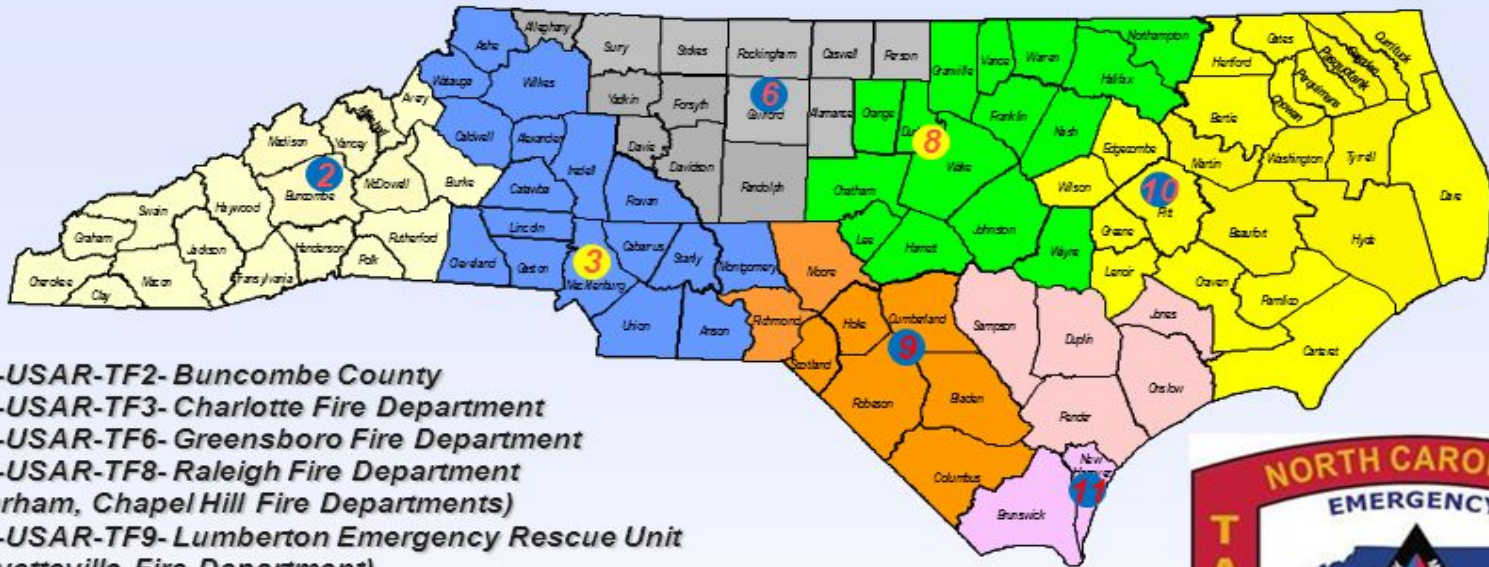 Ashe
Alleghany
Surry
Stokes
Rockingham
Caswell
Person
Granville
Vance
Warren
Northampton
Halifax
Hertford
Gates
Currituck
Camden
Pasquotank
Perquimans
Chowan
Bertie
Watauga
Wilkes
Yadkin
Forsyth
6
Guilford
Alamance
Orange
Durham
8
Wake
Franklin
Nash
Edgecombe
Martin
Washington
Tyrrell
Dare
Avery
Mitchell
Yancey
Madison
Caldwell
Alexander
Iredell
Davie
Davidson
Randolph
Chatham
Johnston
Wilson
10
Pitt
Greene
Beaufort
Hyde
2
Buncombe
McDowell
Burke
Catawba
Rowan
Lincoln
Swain
Haywood
Graham
Jackson
Henderson
Polk
Rutherford
Cleveland
Gaston
3
Mecklenburg
Cabarrus
Stanly
Montgomery
Moore
Lee
Harnett
Wayne
Lenoir
Craven
Pamlico
Cherokee
Clay
Macon
Transylvania
Union
Anson
Richmond
Scotland
Hoke
Cumberland
9
Sampson
Duplin
Jones
Onslow
Carteret
Robeson
Bladen
Pender
Columbus
Brunswick
New
Hanover
11
-USAR-TF2- Buncombe County
-USAR-TF3- Charlotte Fire Department
-USAR-TF6- Greensboro Fire Department
-USAR-TF8- Raleigh Fire Department
rham, Chapel Hill Fire Departments)
-USAR-TF9- Lumberton Emergency Rescue Unit
yetteville Fire Department)
NORTH CARO
EMERGENCY
TA